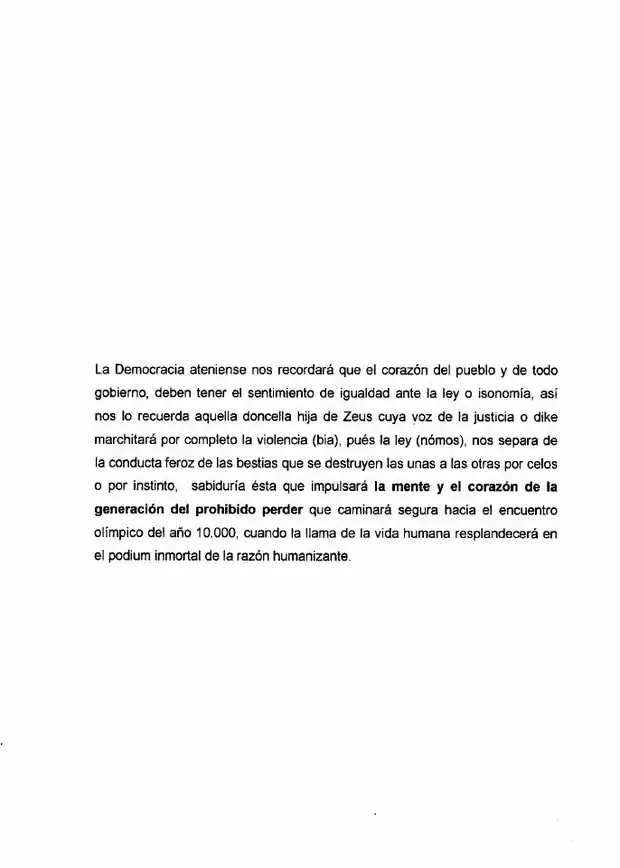 La Democracia ateniense nos recordará que el corazón del pueblo y de todo
gobierno, deben tener el sentimiento de igualdad ante la ley o isonomía, así
nos lo recuerda aquella doncella hija de Zeus cuya voz de la justicia o dike
marchitará por completo la violencia (bia), pués la ley (nómos), nos separa de
la conducta feroz de las bestias que se destruyen las unas a las otras por celos
o por instinto, sabiduría ésta que impulsará la mente y el corazón de la
generación del prohibido perder que caminará segura hacia el encuentro
olímpico del año 10.000, cuando la llama de la vida humana resplandecerá en
el podium inmortal de la razón humanizante.